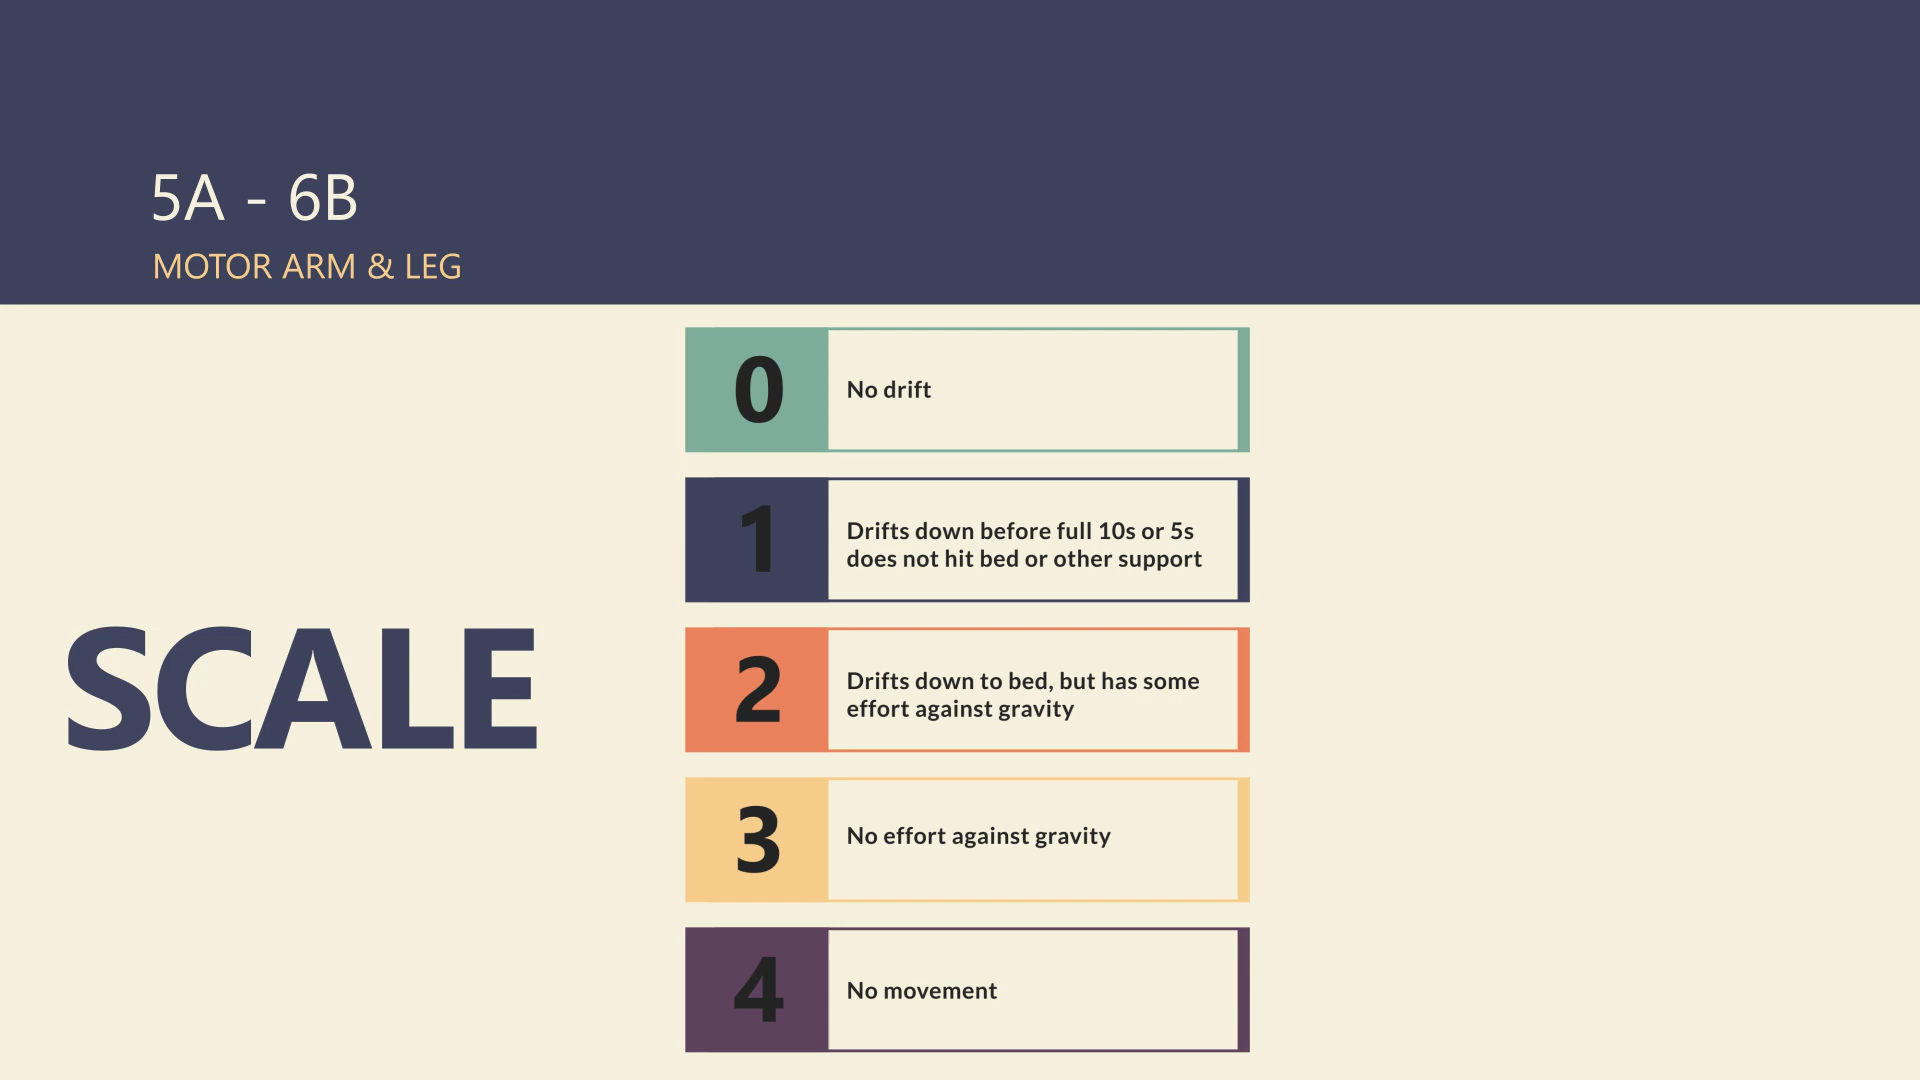 5A - 6B
MOTOR ARM & LEG
SCALE
0
No drift
1
Drifts down before full 10s or 5s
does not hit bed or other support
2
Drifts down to bed, but has some
effort against gravity
3
No effort against gravity
4
No movement